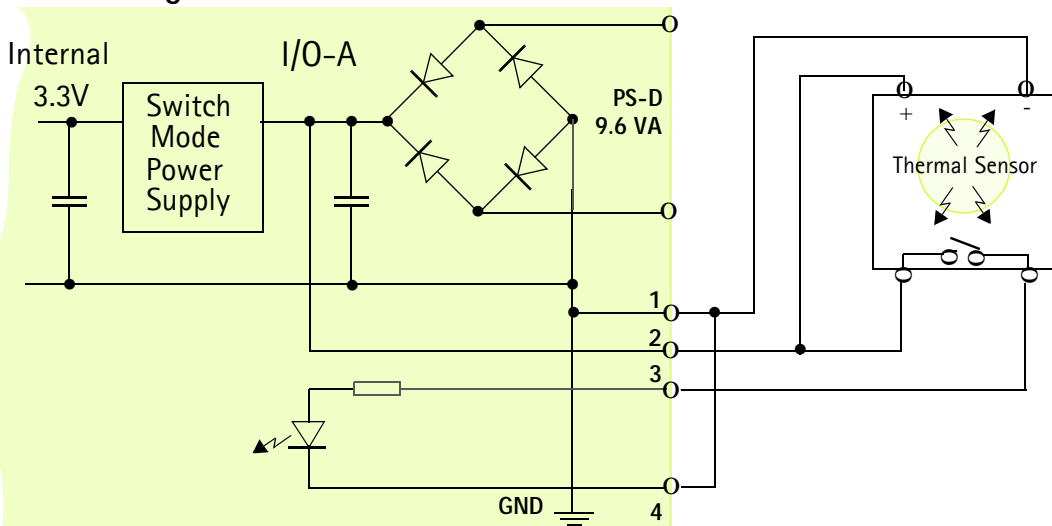 Internal
3.3V
I/O-A
Switch
Mode
Power
Supply
PS-D
9.6 VA
+
-
Thermal Sensor
1
2
3
GND
4